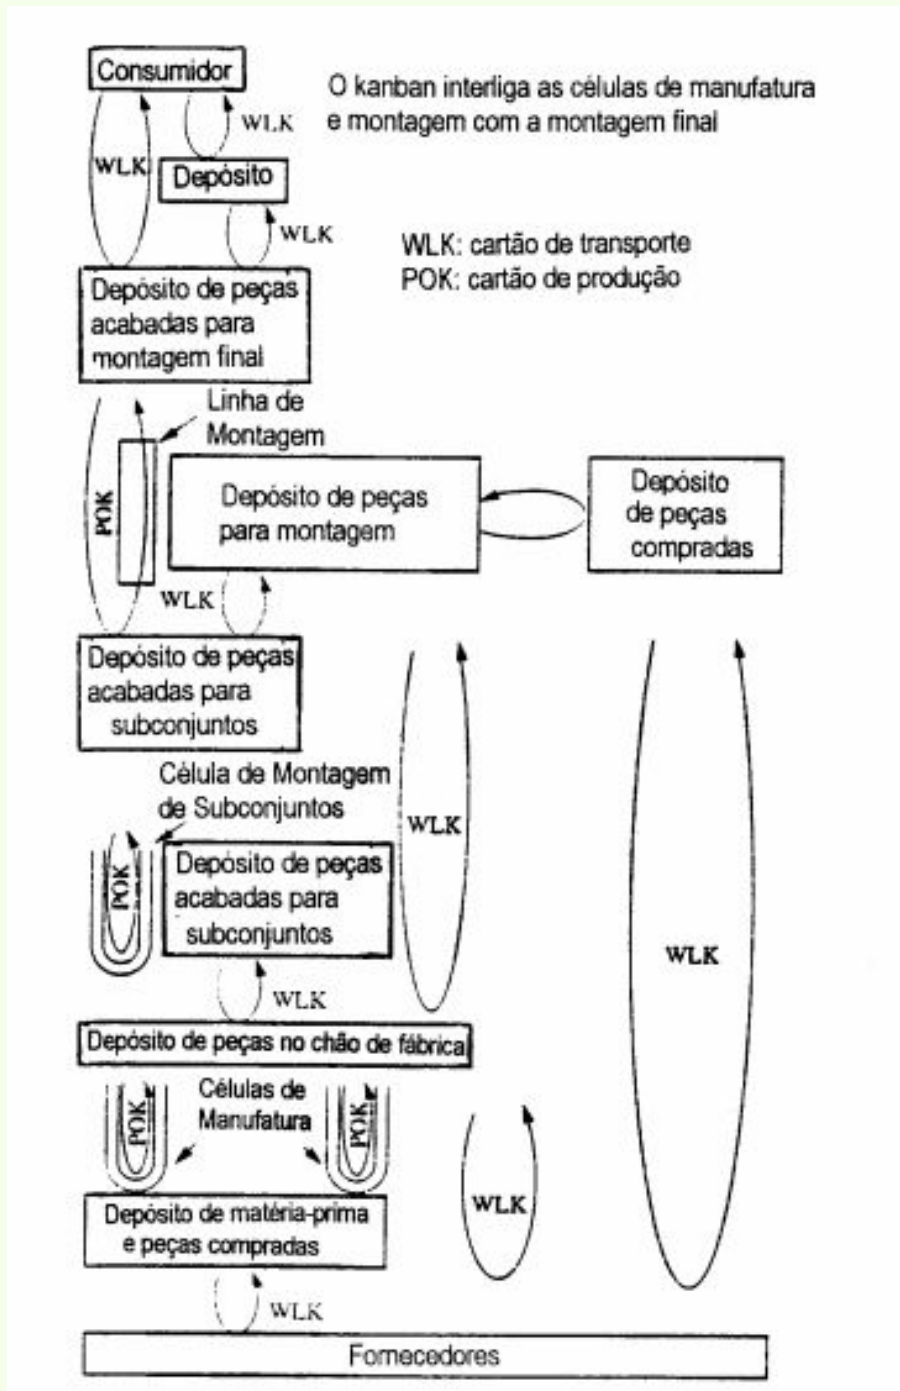 Consumidor
O kanban interliga as células de manufatura
e montagem com a montagem final
WLK
WLK
Depósito
WLK
WLK: cartão de transporte
POK: cartão de produção
Depósito de peças
acabadas para
montagem final
Linha de
Montagem
POK
Depósito de peças
para montagem
Depósito
de peças
compradas
WLK
Depósito de peças
acabadas para
subconjuntos
Célula de Montagem
de Subconjuntos
POK
Depósito de peças
acabadas para
subconjuntos
WLK
WLK
WLK
Depósito de peças no chão de fábrica
POK
Células de
Manufatura
POK
WLK
Depósito de matéria-prima
e peças compradas
WLK
Fornecedores